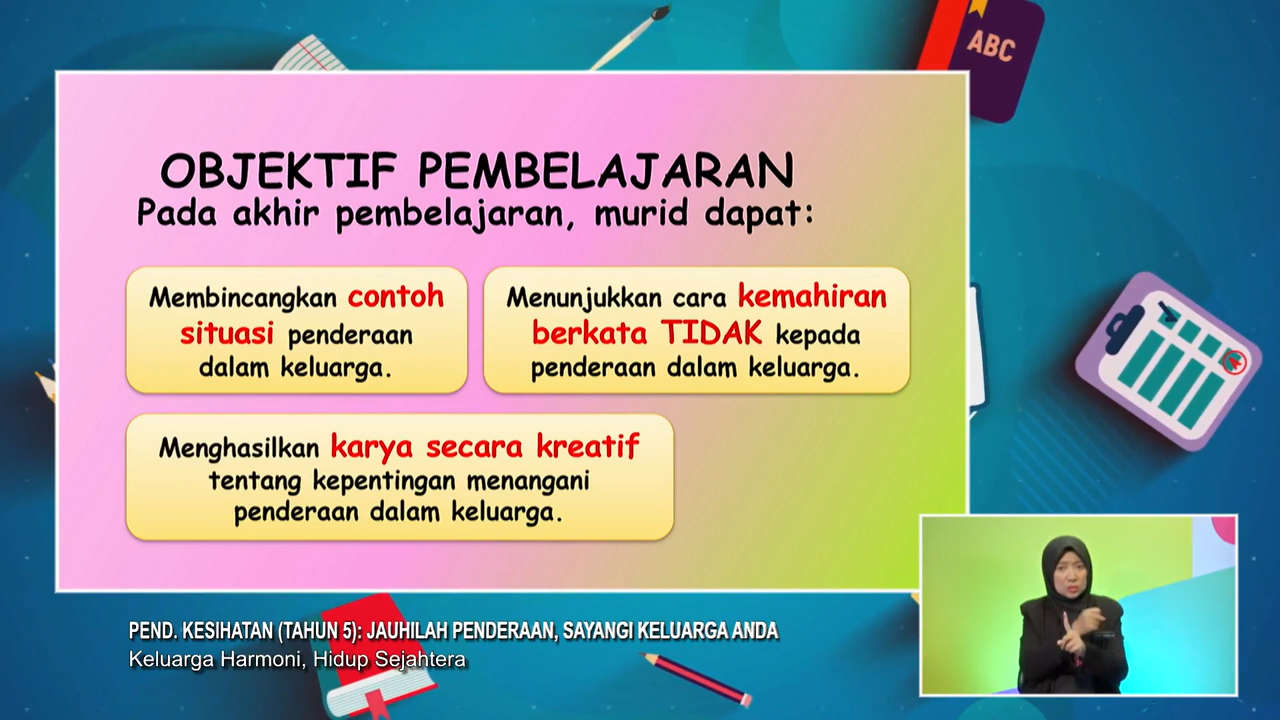 ABC
OBJEKTIF PEMBELAJARAN
Pada akhir pembelajaran, murid dapat:
Membincangkan contoh
situasi penderaan
dalam keluarga.
Menunjukkan cara kemahiran
berkata TIDAK kepada
penderaan dalam keluarga.
Menghasilkan karya secara kreatif
tentang kepentingan menangani
penderaan dalam keluarga.
PEND. KESIHATAN (TAHUN 5): JAUHILAH PENDERAAN, SAYANGI KELUARGA ANDA
Keluarga Harmoni, Hidup Sejahtera